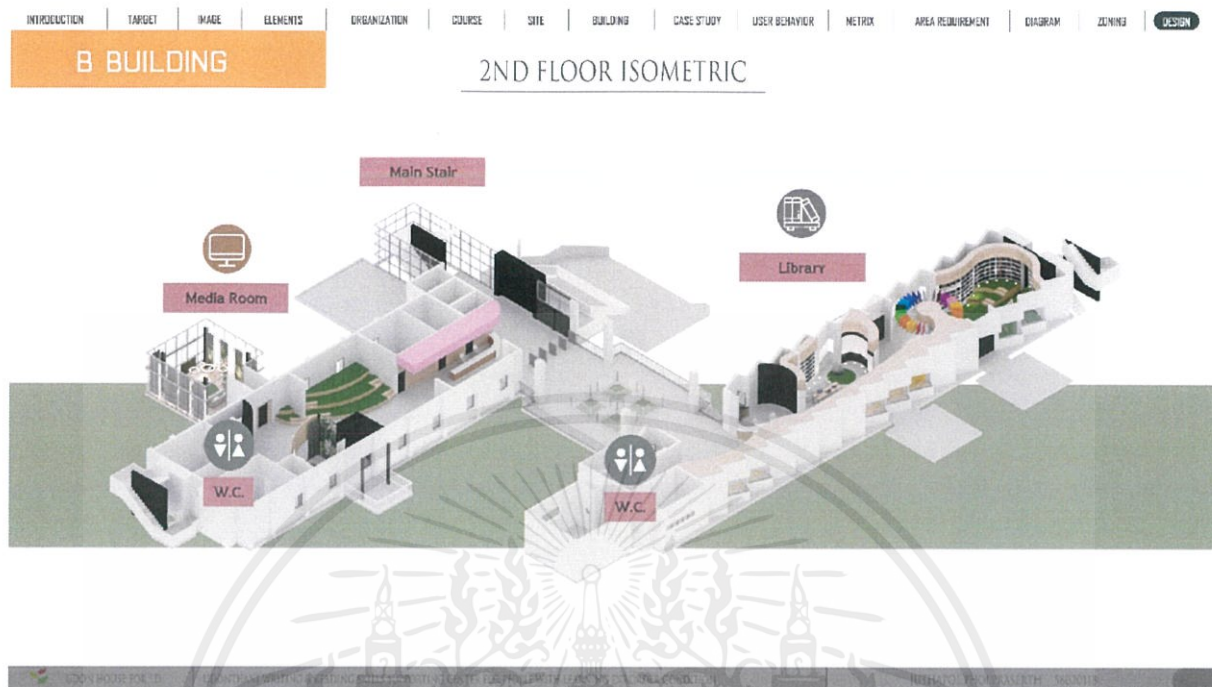 INTRODUCTION TARGET IMAGE ELEMENTS ORGANIZATION COURSE SITE BUILDING CASE STUDY USER BEHAVIOR METRIX AREA REQUIREMENT DIAGRAM ZONING DESIGN
B BUILDING
2ND FLOOR ISOMETRIC
Main Stair
Library
Media Room
W.C.
W.C.